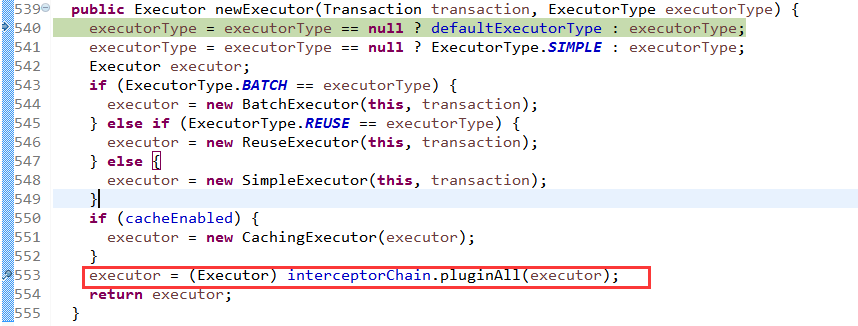 539 public Executor newExecutor(Transaction transaction, ExecutorType executorType) {
540 executorType = executorType == null ? defaultExecutorType : executorType;
541 executorType = executorType == null ? ExecutorType.SIMPLE : executorType;
542 Executor executor;
543 if (ExecutorType.BATCH == executorType) {
544 executor = new BatchExecutor(this, transaction);
545 } else if (ExecutorType.REUSE == executorType) {
546 executor = new ReuseExecutor(this, transaction);
547 } else {
548 executor = new SimpleExecutor(this, transaction);
549 }
550 if (cacheEnabled) {
551 executor = new CachingExecutor(executor);
552 }
553 executor = (Executor) interceptorChain.pluginAll(executor);
554 return executor;
555 }